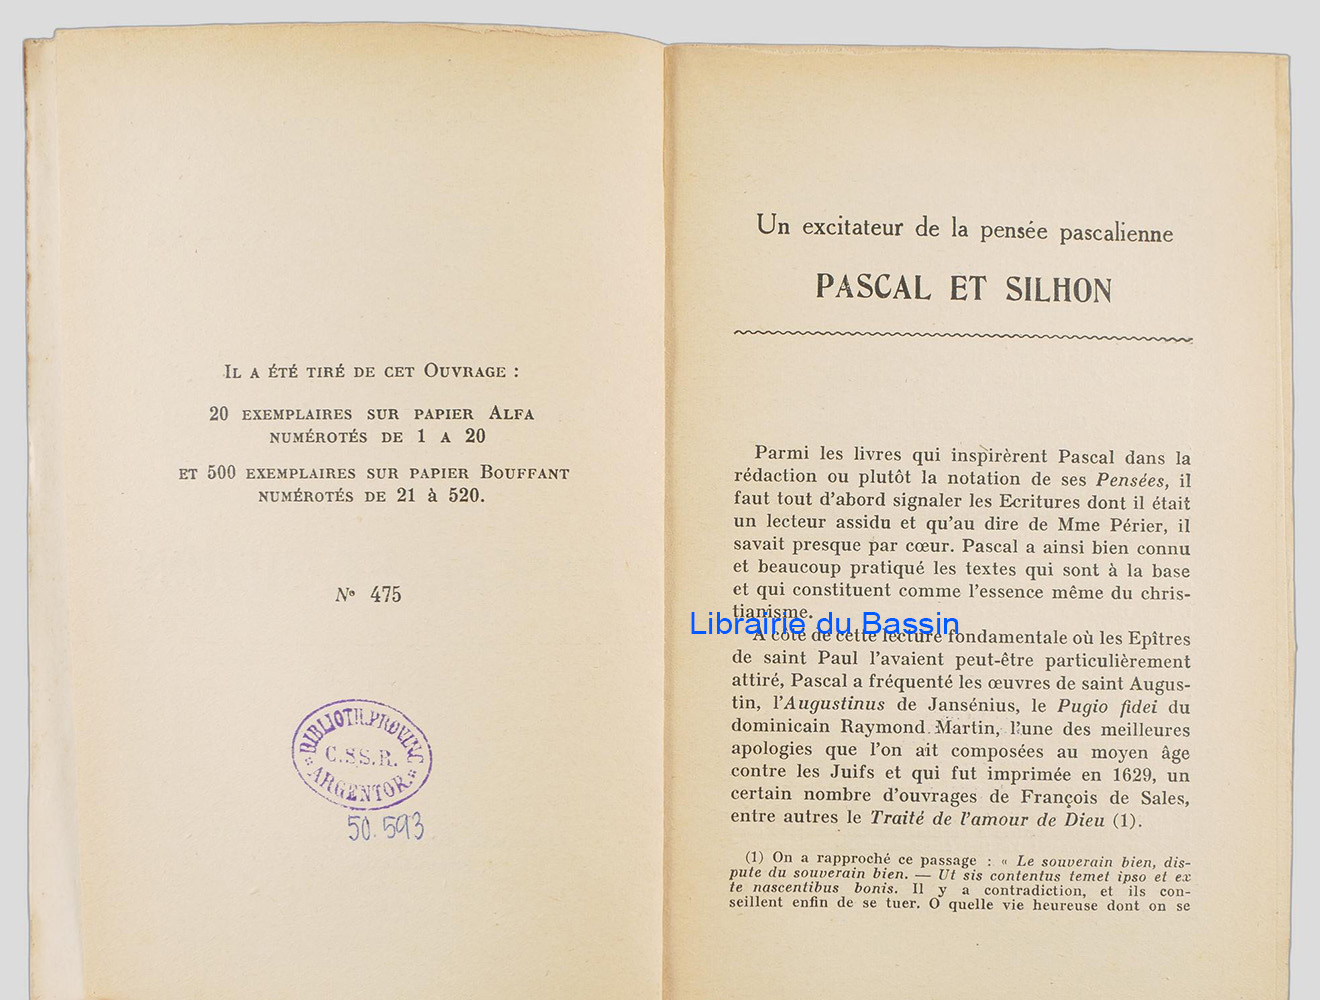 Il a été tiré de cet Ouvrage :
20 exemplaires sur papier Alfa
numérotés de 1 a 20
et 500 exemplaires sur papier Bouffant
numérotés de 21 à 520.
N° 475
BIBLIOTH. PROVINC
C.SS.R.
* ARGENTOR. *
50.593
Un excitateur de la pensée pascalienne
PASCAL ET SILHON
Parmi les livres qui inspirèrent Pascal dans la
rédaction ou plutôt la notation de ses Pensées, il
faut tout d'abord signaler les Ecritures dont il était
un lecteur assidu et qu'au dire de Mme Périer, il
savait presque par cœur. Pascal a ainsi bien connu
et beaucoup pratiqué les textes qui sont à la base
et qui constituent comme l'essence même du chris-
tianisme.
Librairie du Bassin
A côté de cette lecture fondamentale où les Epîtres
de saint Paul l'avaient peut-être particulièrement
attiré, Pascal a fréquenté les œuvres de saint Augus-
tin, l'Augustinus de Jansénius, le Pugio fidei du
dominicain Raymond Martin, l'une des meilleures
apologies que l'on ait composées au moyen âge
contre les Juifs et qui fut imprimée en 1629, un
certain nombre d'ouvrages de François de Sales,
entre autres le Traité de l'amour de Dieu (1).
(1) On a rapproché ce passage : « Le souverain bien, dis-
pute du souverain bien. — Ut sis contentus temet ipso et ex
te nascentibus bonis. Il y a contradiction, et ils con-
seillent enfin de se tuer. O quelle vie heureuse dont on se